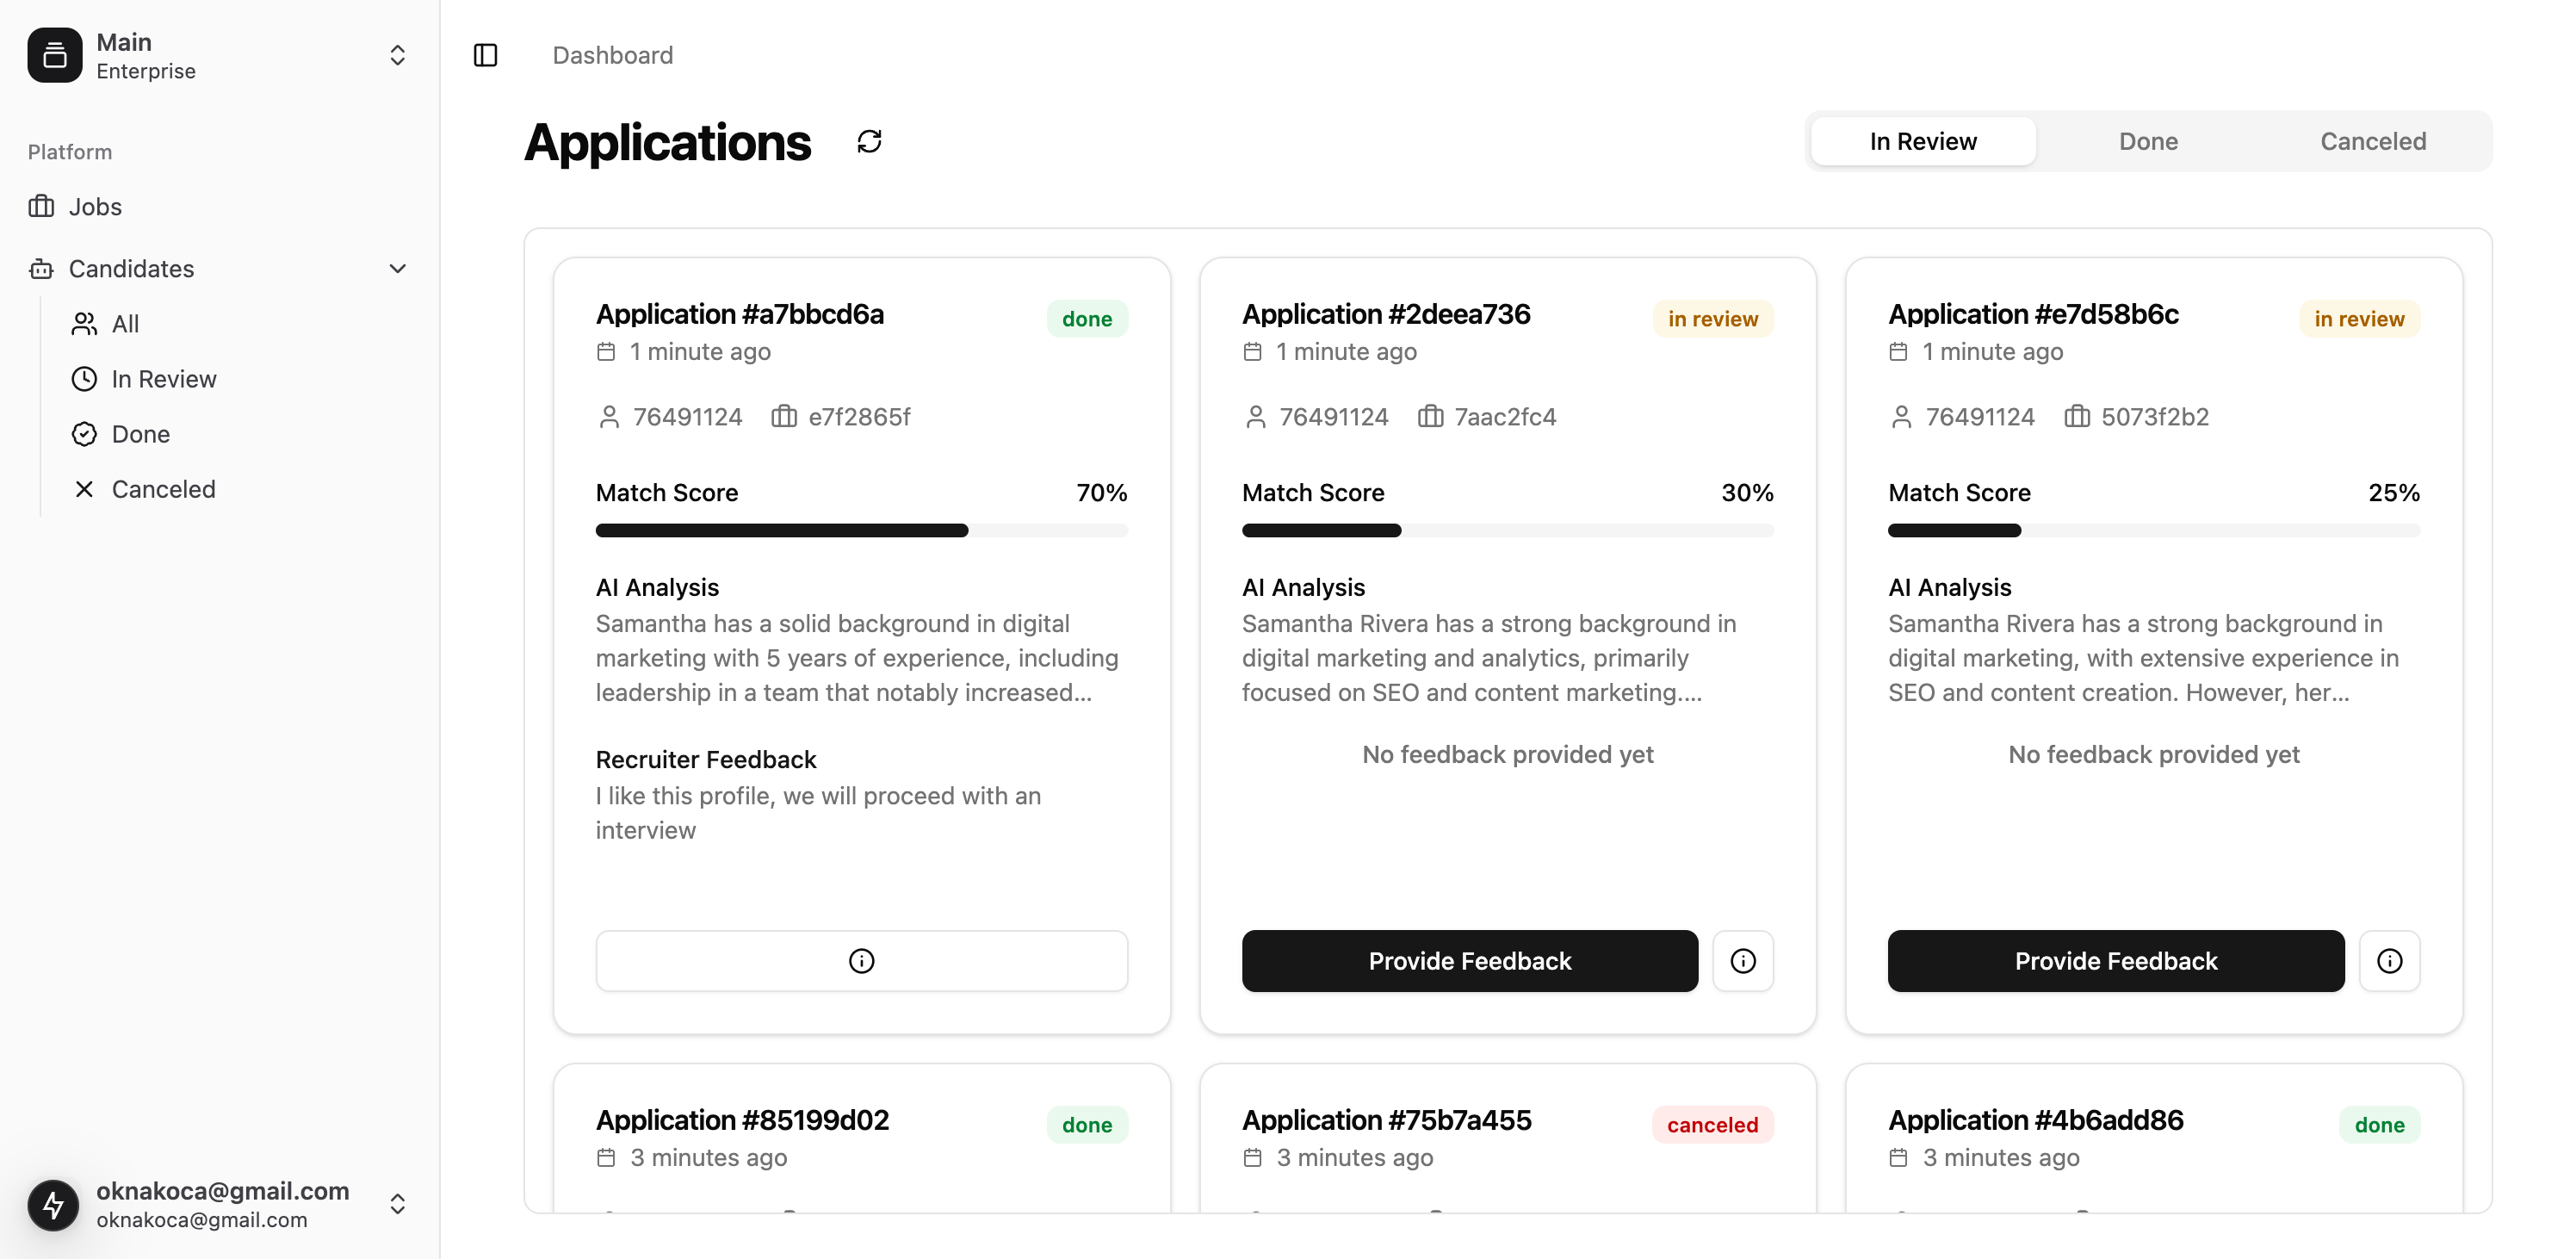 Main
Enterprise
Platform
Jobs
Candidates
All
In Review
Done
Canceled
oknakoca@gmail.com
oknakoca@gmail.com
Dashboard
Applications
In Review Done Canceled
Application #a7bbcd6a done
1 minute ago
76491124 e7f2865f
Match Score 70%
AI Analysis
Samantha has a solid background in digital
marketing with 5 years of experience, including
leadership in a team that notably increased...
Recruiter Feedback
I like this profile, we will proceed with an
interview
Application #2deea736 in review
1 minute ago
76491124 7aac2fc4
Match Score 30%
AI Analysis
Samantha Rivera has a strong background in
digital marketing and analytics, primarily
focused on SEO and content marketing....
No feedback provided yet
Provide Feedback
Application #e7d58b6c in review
1 minute ago
76491124 5073f2b2
Match Score 25%
AI Analysis
Samantha Rivera has a strong background in
digital marketing, with extensive experience in
SEO and content creation. However, her...
No feedback provided yet
Provide Feedback
Application #85199d02 done
3 minutes ago
Application #75b7a455 canceled
3 minutes ago
Application #4b6add86 done
3 minutes ago